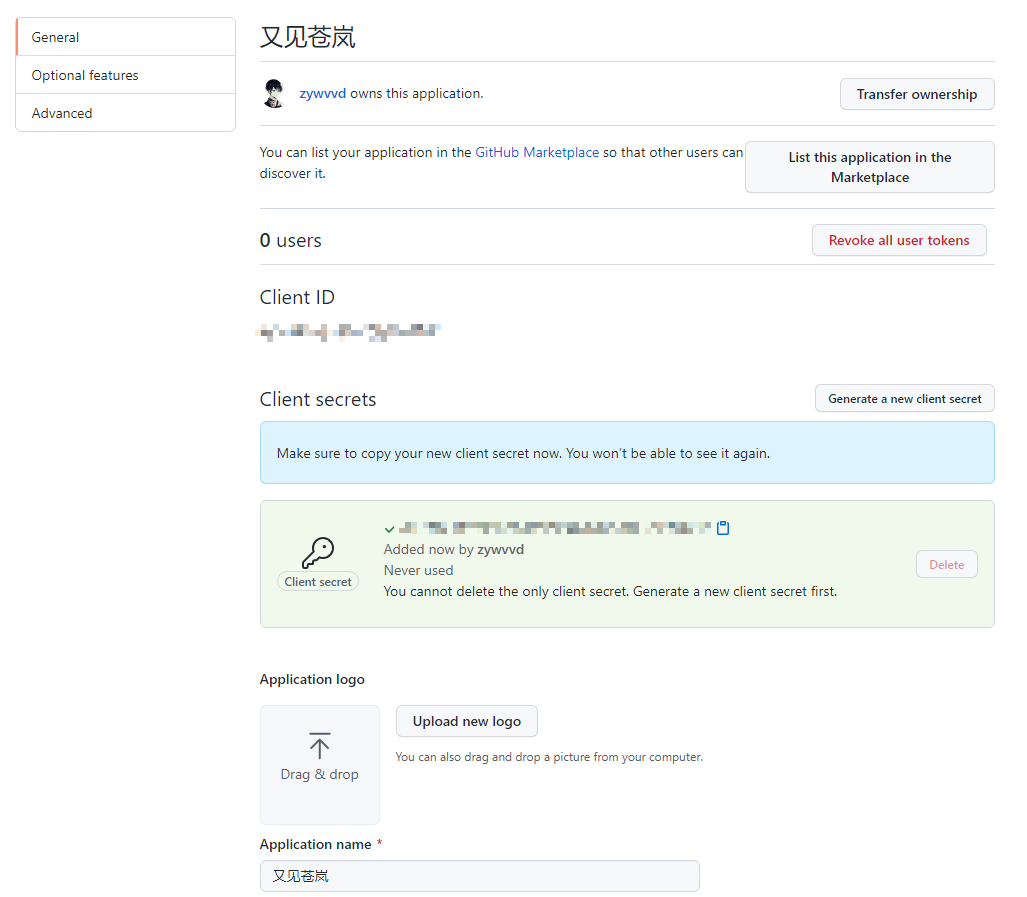 General
Optional features
Advanced
又见苍岚
zywvvd owns this application.
Transfer ownership
You can list your application in the GitHub Marketplace so that other users can
discover it.
List this application in the
Marketplace
0 users
Revoke all user tokens
Client ID
Client secrets
Generate a new client secret
Make sure to copy your new client secret now. You won't be able to see it again.
Client secret
Added now by zywvvd
Never used
You cannot delete the only client secret. Generate a new client secret first.
Delete
Application logo
Drag & drop
Upload new logo
You can also drag and drop a picture from your computer.
Application name *
又见苍岚